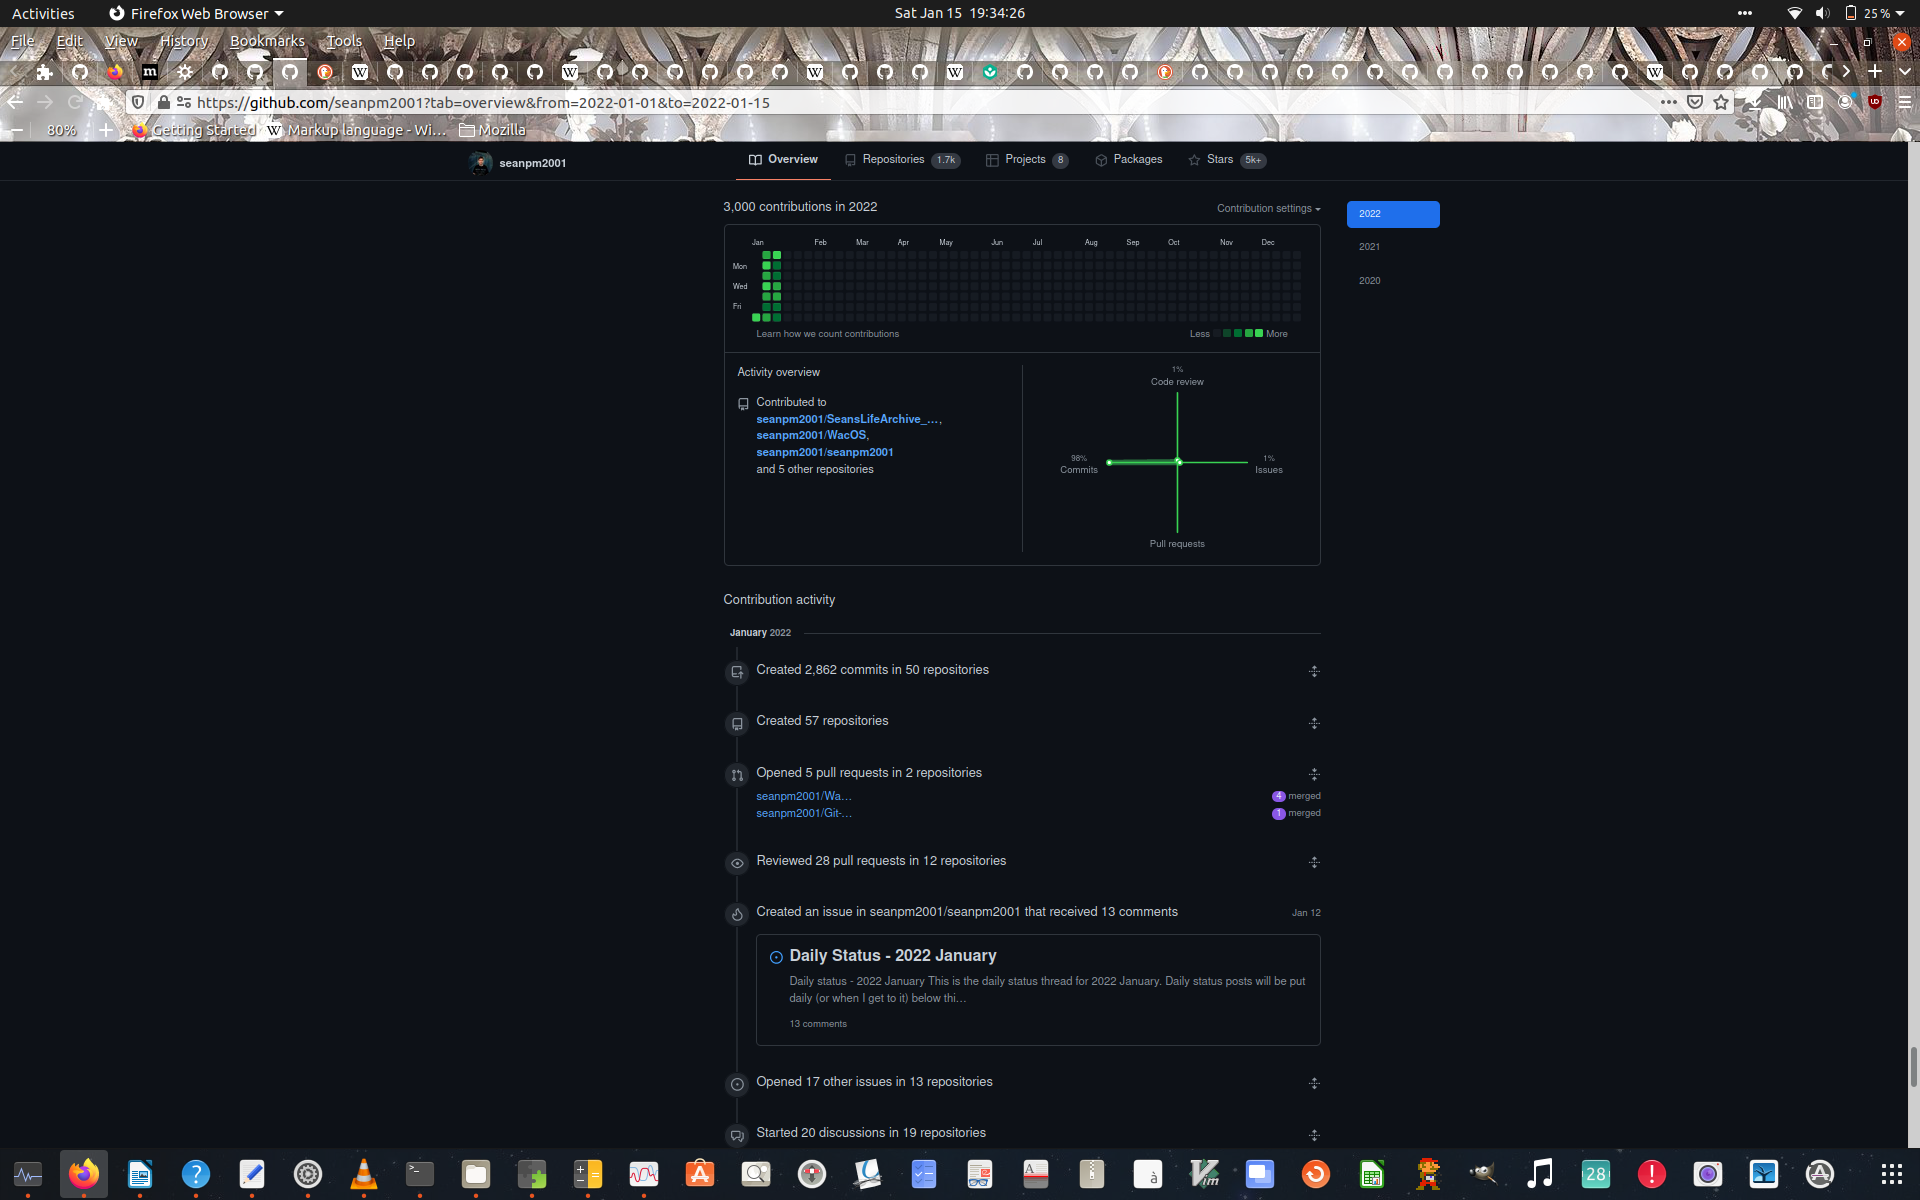 Activities
Firefox Web Browser
Sat Jan 15 19:34:26
25 %
File Edit View History Bookmarks Tools Help
https://github.com/seanpm2001?tab=overview&from=2022-01-01&to=2022-01-15
80%
Getting Started
Markup language - Wi…
Mozilla
seanpm2001
Overview
Repositories 1.7k
Projects 8
Packages
Stars 5k+
3,000 contributions in 2022
Contribution settings
2022
2021
2020
Jan Feb Mar Apr May Jun Jul Aug Sep Oct Nov Dec
Mon
Wed
Fri
Learn how we count contributions
Less More
Activity overview
Contributed to
seanpm2001/SeansLifeArchive_…,
seanpm2001/WacOS,
seanpm2001/seanpm2001
and 5 other repositories
1%
Code review
98%
Commits
1%
Issues
Pull requests
Contribution activity
January 2022
Created 2,862 commits in 50 repositories
Created 57 repositories
Opened 5 pull requests in 2 repositories
seanpm2001/Wa…
4 merged
seanpm2001/Git-…
1 merged
Reviewed 28 pull requests in 12 repositories
Created an issue in seanpm2001/seanpm2001 that received 13 comments
Jan 12
Daily Status - 2022 January
Daily status - 2022 January This is the daily status thread for 2022 January. Daily status posts will be put
daily (or when I get to it) below thi…
13 comments
Opened 17 other issues in 13 repositories
Started 20 discussions in 19 repositories
28